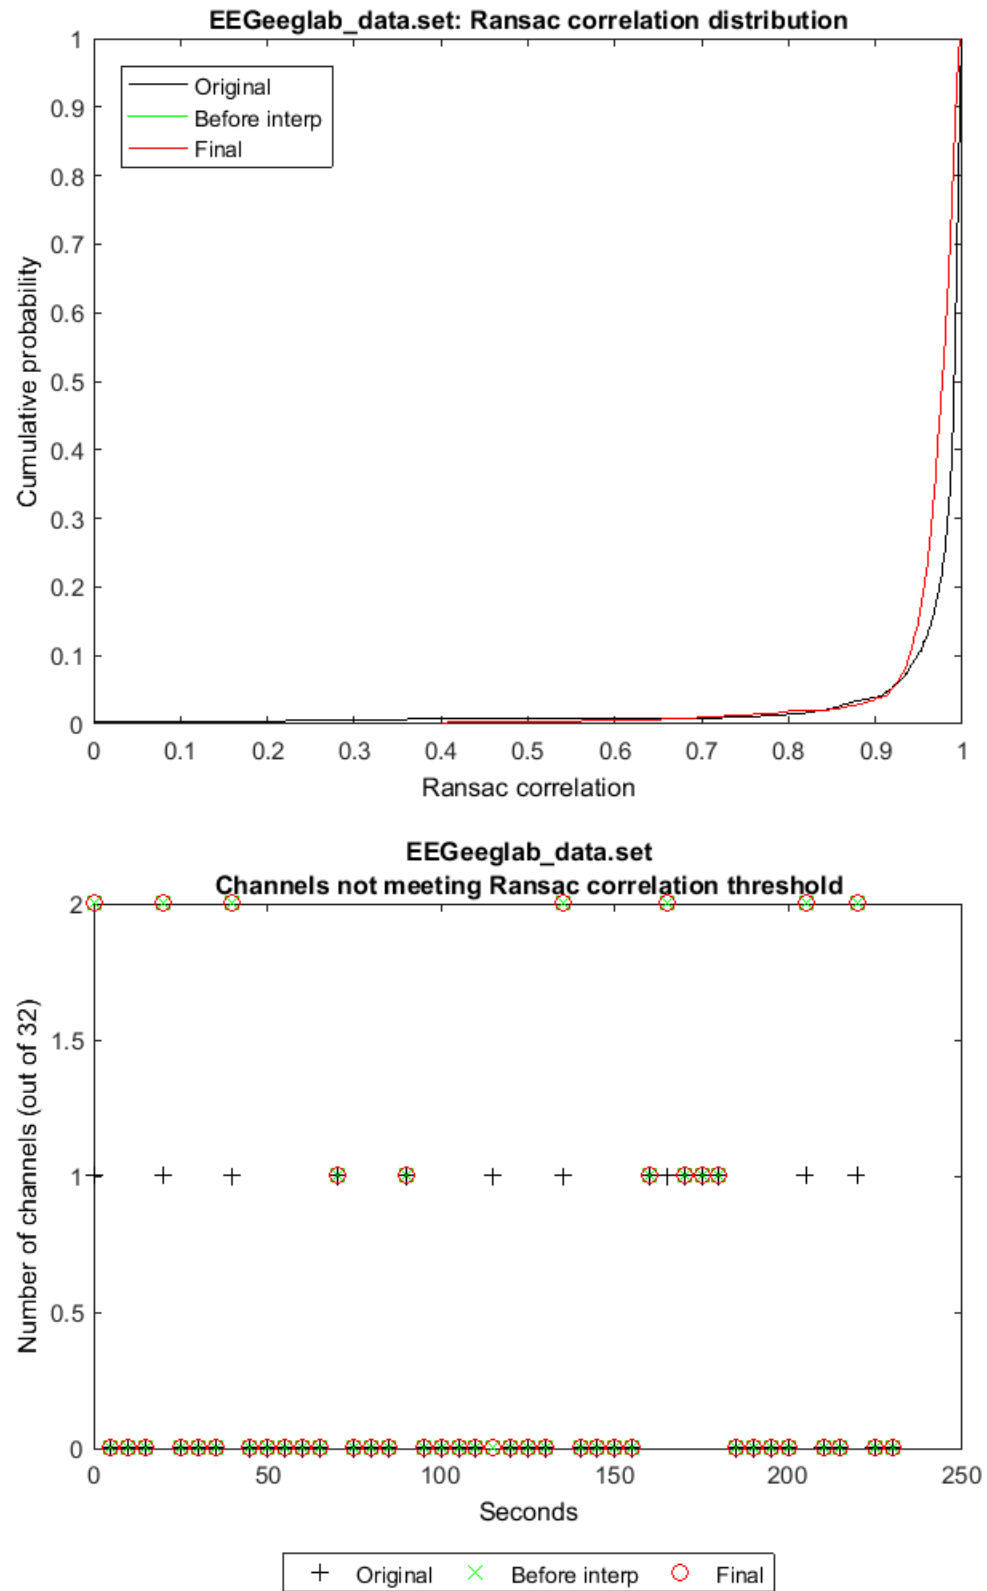 EEGeeglab_data.set: Ransac correlation distribution
1
0.9
0.8
0.7
0.6
0.5
0.4
0.3
0.2
0.1
0
Cumulative probability
Original
Before interp
Final
0 0.1 0.2 0.3 0.4 0.5 0.6 0.7 0.8 0.9 1
Ransac correlation
EEGeeglab_data.set
Channels not meeting Ransac correlation threshold
2
1.5
1
0.5
0
Number of channels (out of 32)
0 50 100 150 200 250
Seconds
Original Before interp Final